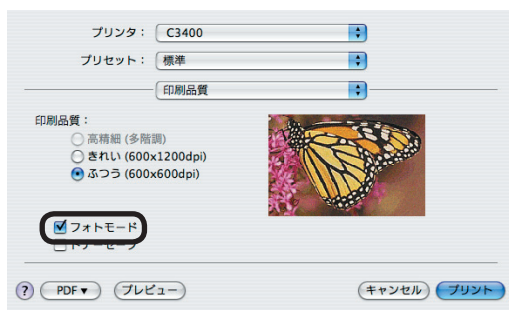 プリンタ： C3400
プリセット： 標準
印刷品質
印刷品質：
高精細 (多階調)
きれい (600x1200dpi)
ふつう (600x600dpi)
フォトモード
トナーセーブ
? PDF▼ プレビュー キャンセル プリント